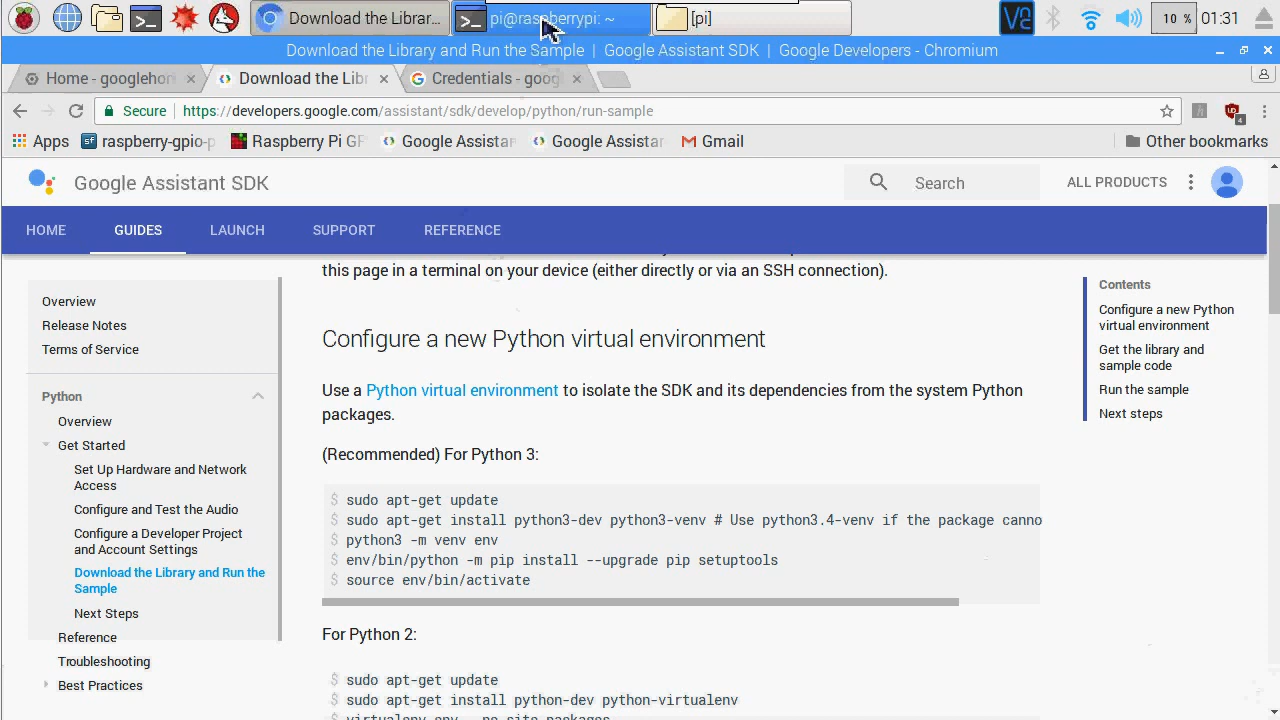 Download the Librar...
pi@raspberrypi: ~
[pi]
V2
10 %
01:31
Download the Library and Run the Sample | Google Assistant SDK | Google Developers - Chromium
Home - googlehor
Download the Lib
Credentials - goog
Secure
https://developers.google.com/assistant/sdk/develop/python/run-sample
Apps
sf
raspberry-gpio-p
Raspberry Pi GF
Google Assistar
Google Assistar
Gmail
Other bookmarks
Google Assistant SDK
Search
ALL PRODUCTS
HOME
GUIDES
LAUNCH
SUPPORT
REFERENCE
Overview
Release Notes
Terms of Service
Python
Overview
Get Started
Set Up Hardware and Network
Access
Configure and Test the Audio
Configure a Developer Project
and Account Settings
Download the Library and Run the
Sample
Next Steps
Reference
Troubleshooting
Best Practices
this page in a terminal on your device (either directly or via an SSH connection).
Configure a new Python virtual environment
Use a Python virtual environment to isolate the SDK and its dependencies from the system Python
packages.
(Recommended) For Python 3:
$ sudo apt-get update
$ sudo apt-get install python3-dev python3-venv # Use python3.4-venv if the package canno
$ python3 -m venv env
$ env/bin/python -m pip install --upgrade pip setuptools
$ source env/bin/activate
For Python 2:
$ sudo apt-get update
$ sudo apt-get install python-dev python-virtualenv
$ virtualenv env --no-site-packages
Contents
Configure a new Python
virtual environment
Get the library and
sample code
Run the sample
Next steps